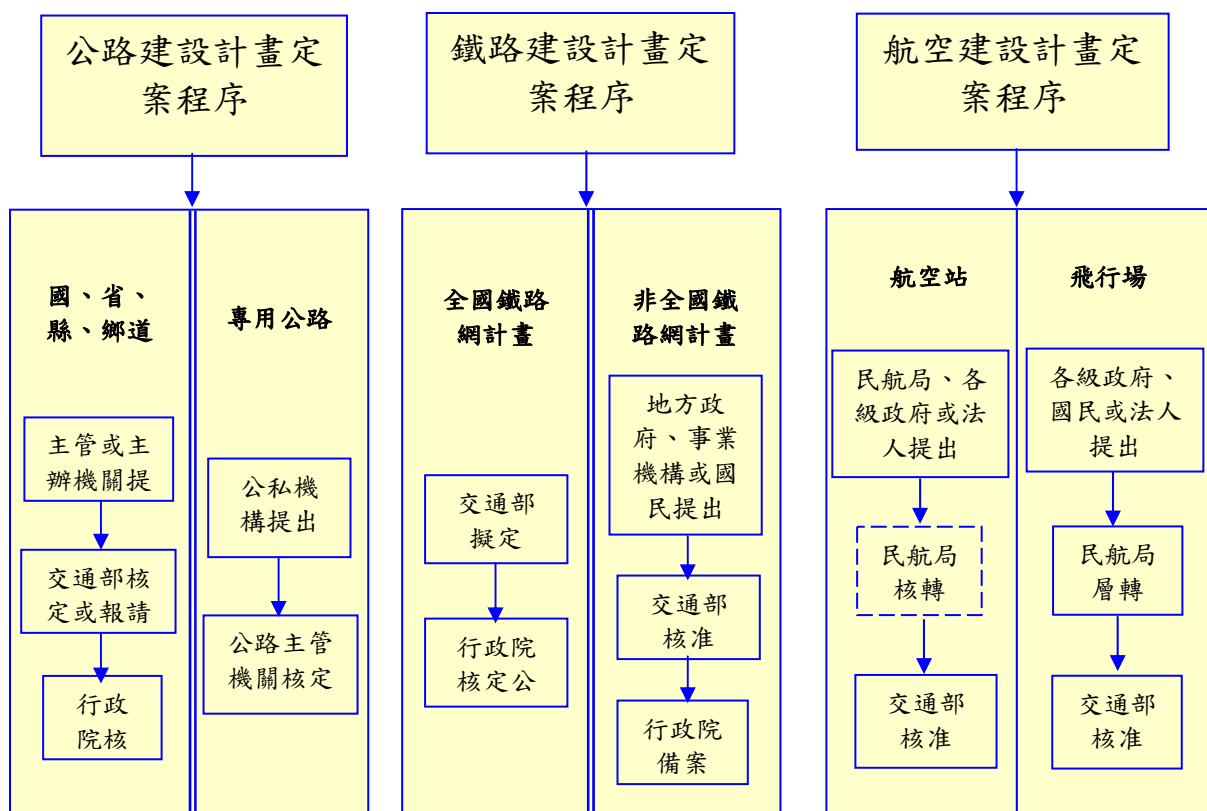 公路建設計畫定
案程序
國、省、
縣、鄉道
主管或主
辦機關提
交通部核
定或報請
行政
院核
專用公路
公私機
構提出
公路主管
機關核定
鐵路建設計畫定
案程序
全國鐵路
網計畫
交通部
擬定
行政院
核定公
非全國鐵
路網計畫
地方政
府、事業
機構或國
民提出
交通部
核准
行政院
備案
航空建設計畫定
案程序
航空站
民航局、各
級政府或法
人提出
民航局
核轉
交通部
核准
飛行場
各級政府、
國民或法人
提出
民航局
層轉
交通部
核准